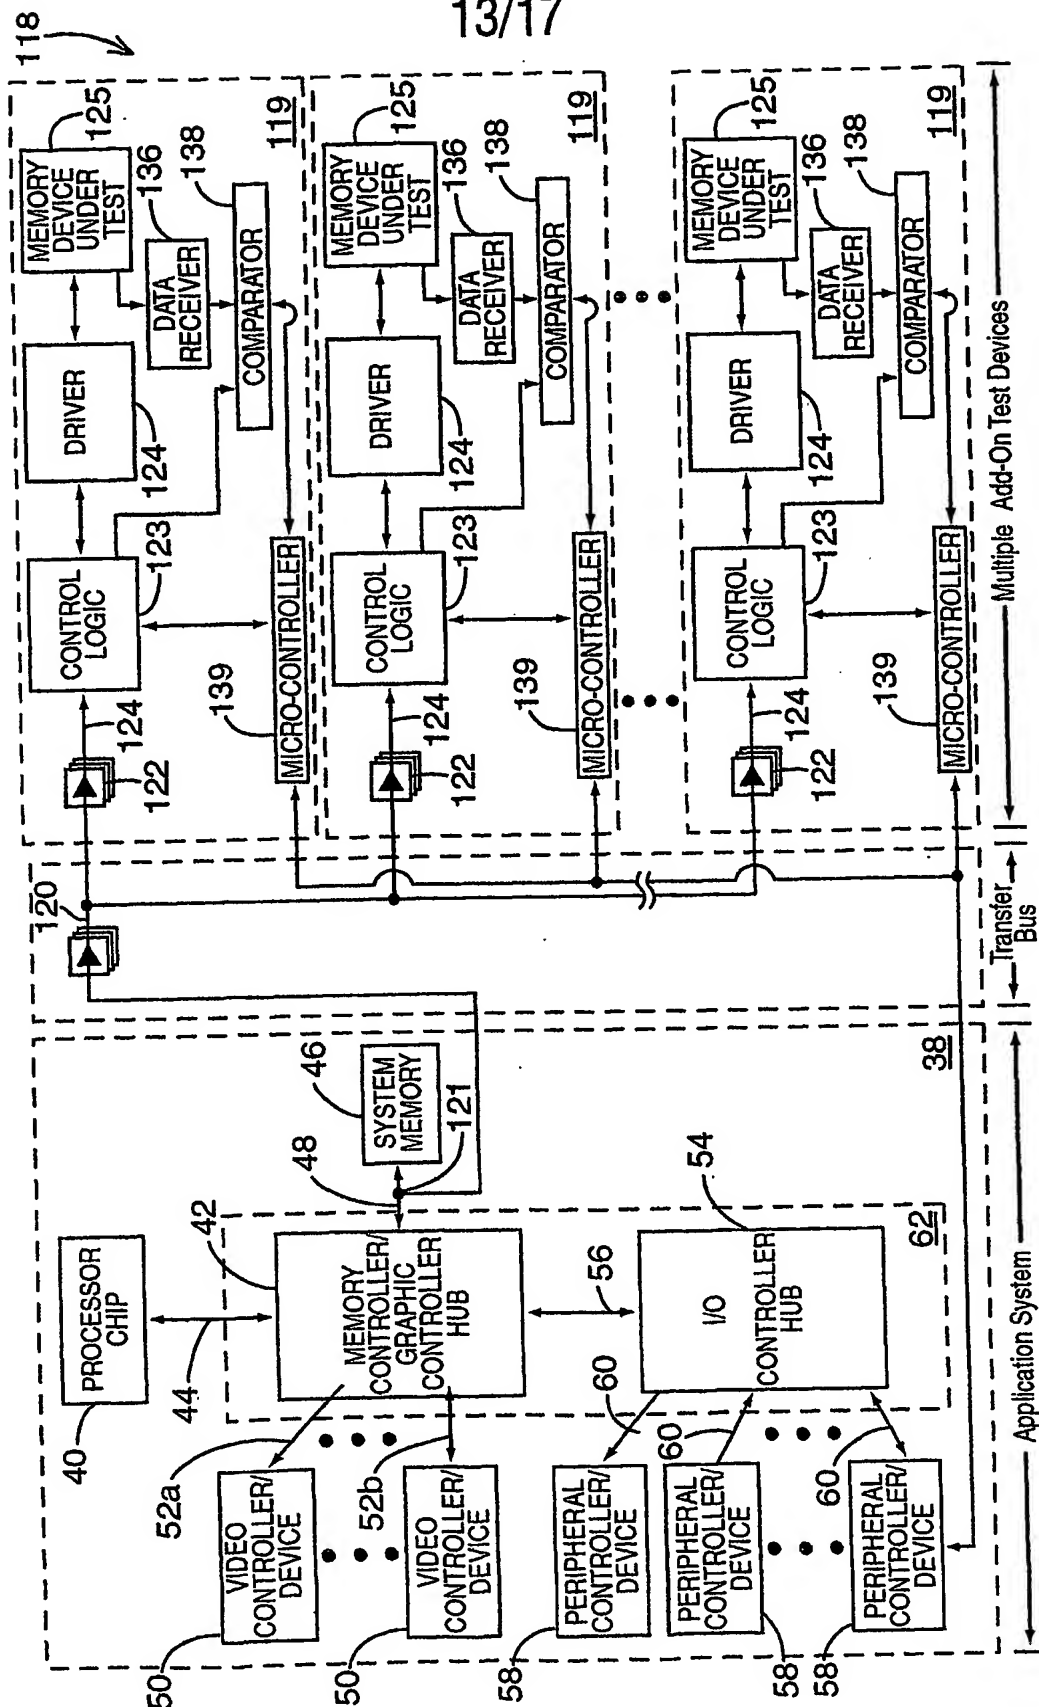 13/17
118
MEMORY
DEVICE
UNDER
TEST
125
136
138
119
DRIVER
124
DATA
RECEIVER
COMPARATOR
CONTROL
LOGIC
123
MICRO-CONTROLLER
139
124
122
MEMORY
DEVICE
UNDER
TEST
125
136
138
119
DRIVER
124
DATA
RECEIVER
COMPARATOR
CONTROL
LOGIC
123
MICRO-CONTROLLER
139
124
122
MEMORY
DEVICE
UNDER
TEST
125
136
138
119
DRIVER
124
DATA
RECEIVER
COMPARATOR
CONTROL
LOGIC
123
MICRO-CONTROLLER
139
124
122
Multiple Add-On Test Devices
120
Transfer
Bus
PROCESSOR
CHIP
40
44
42
MEMORY
CONTROLLER/
GRAPHIC
CONTROLLER
HUB
48
46
SYSTEM
MEMORY
121
38
52a
52b
VIDEO
CONTROLLER/
DEVICE
50
VIDEO
CONTROLLER/
DEVICE
50
56
54
I/O
CONTROLLER
HUB
62
60
60
60
PERIPHERAL
CONTROLLER/
DEVICE
58
PERIPHERAL
CONTROLLER/
DEVICE
58
PERIPHERAL
CONTROLLER/
DEVICE
58
Application System